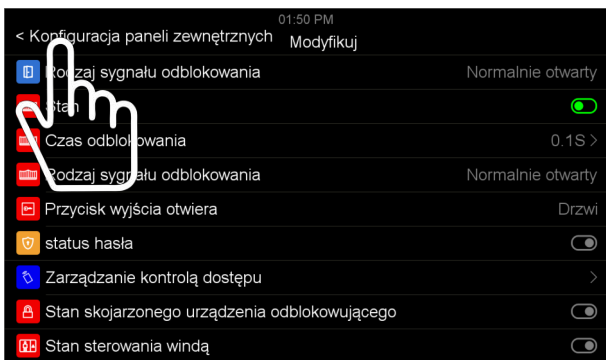 01:50 PM
< Konfiguracja paneli zewnętrznych Modyfikuj
Rodzaj sygnału odblokowania Normalnie otwarty
Stan
Czas odblokowania 0.1S >
Rodzaj sygnału odblokowania Normalnie otwarty
Przycisk wyjścia otwiera Drzwi
status hasła
Zarządzanie kontrolą dostępu >
Stan skojarzonego urządzenia odblokowującego
Stan sterowania windą